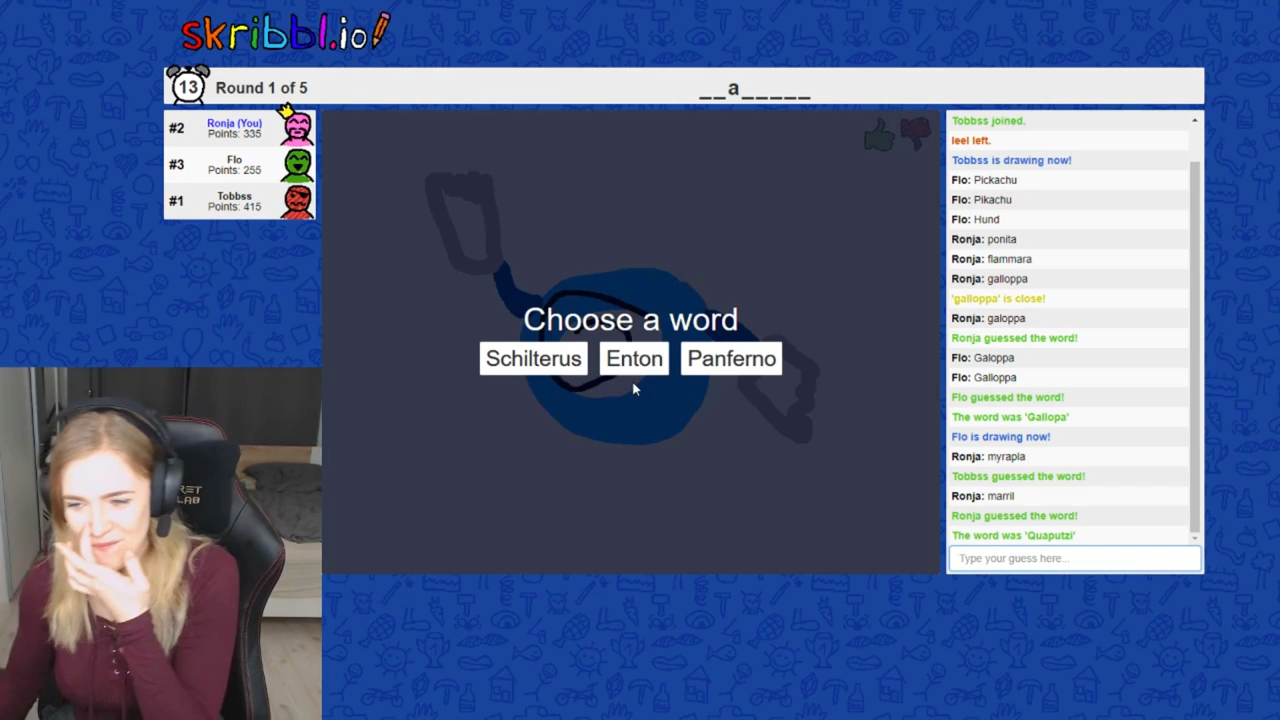 skribbl.io
13
Round 1 of 5
__a_____
#2
Ronja (You)
Points: 335
#3
Flo
Points: 255
#1
Tobbss
Points: 415
Choose a word
Schilterus
Enton
Panferno
Tobbss joined.
leel left.
Tobbss is drawing now!
Flo: Pickachu
Flo: Pikachu
Flo: Hund
Ronja: ponita
Ronja: flammara
Ronja: galloppa
'galloppa' is close!
Ronja: galoppa
Ronja guessed the word!
Flo: Galoppa
Flo: Galloppa
Flo guessed the word!
The word was 'Gallopa'
Flo is drawing now!
Ronja: myrapla
Tobbss guessed the word!
Ronja: marril
Ronja guessed the word!
The word was 'Quaputzi'
Type your guess here...